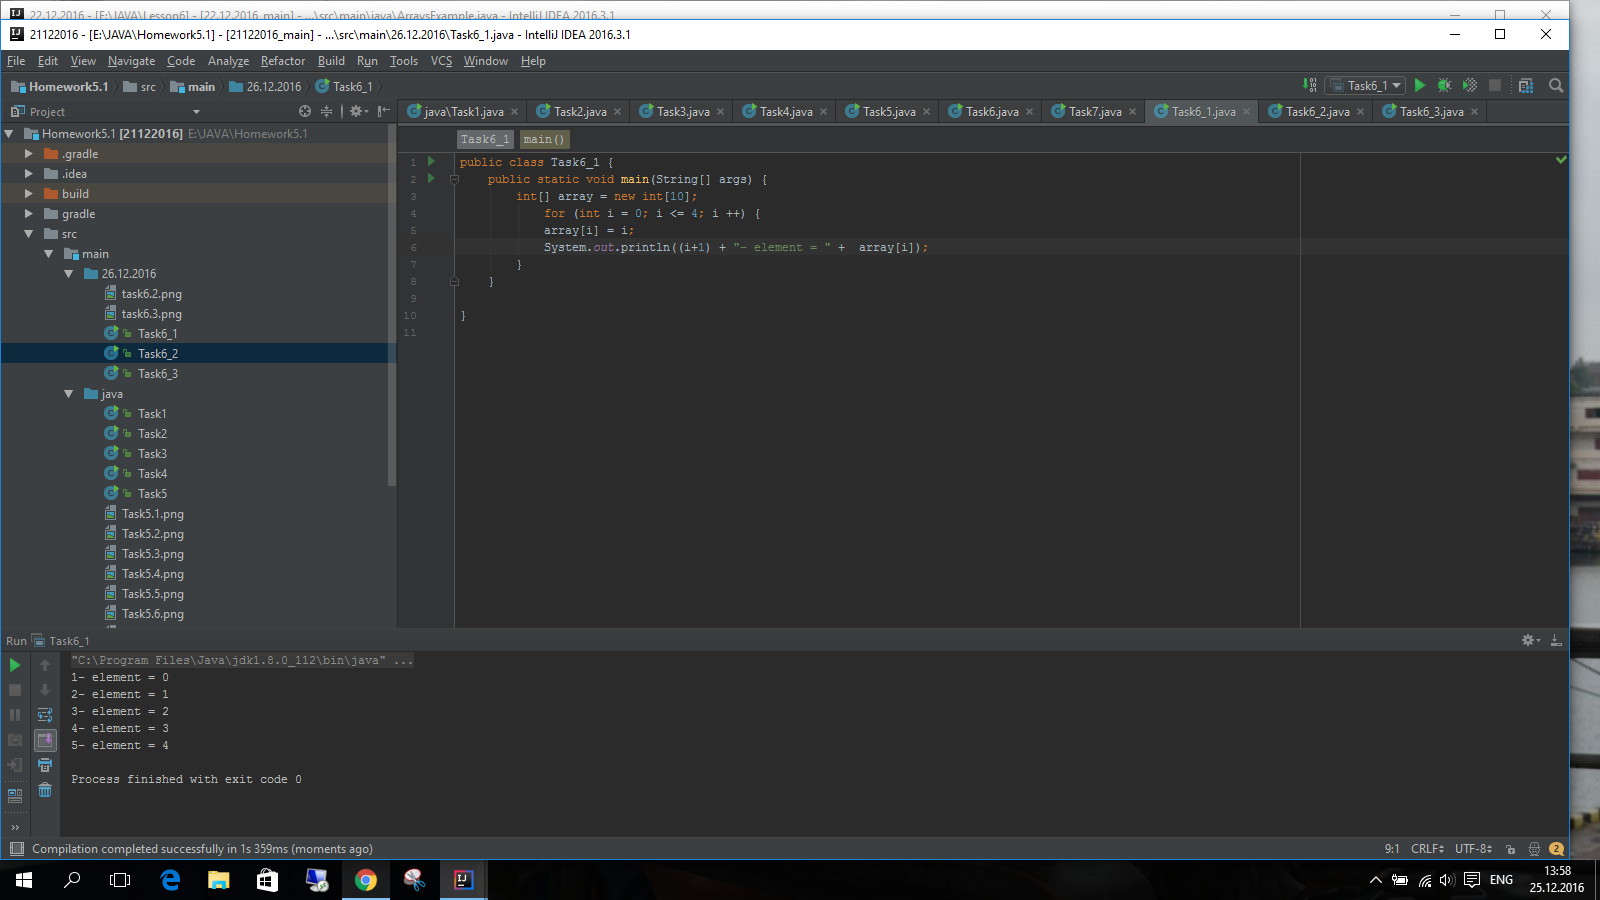 22.12.2016 - [E:\JAVA\Lesson6] - [22.12.2016_main] - ...\src\main\java\ArraysExample.java - IntelliJ IDEA 2016.3.1
21122016 - [E:\JAVA\Homework5.1] - [21122016_main] - ...\src\main\26.12.2016\Task6_1.java - IntelliJ IDEA 2016.3.1
File Edit View Navigate Code Analyze Refactor Build Run Tools VCS Window Help
Homework5.1 src main 26.12.2016 Task6_1 Task6_1
Project
java\Task1.java Task2.java Task3.java Task4.java Task5.java Task6.java Task7.java Task6_1.java Task6_2.java Task6_3.java
Homework5.1 [21122016] E:\JAVA\Homework5.1
.gradle
.idea
build
gradle
src
main
26.12.2016
task6.2.png
task6.3.png
Task6_1
Task6_2
Task6_3
java
Task1
Task2
Task3
Task4
Task5
Task5.1.png
Task5.2.png
Task5.3.png
Task5.4.png
Task5.5.png
Task5.6.png
Task6_1 main()
1 public class Task6_1 {
2 public static void main(String[] args) {
3 int[] array = new int[10];
4 for (int i = 0; i <= 4; i ++) {
5 array[i] = i;
6 System.out.println((i+1) + "- element = " +  array[i]);
7 }
8 }
9
10 }
11
Run Task6_1
"C:\Program Files\Java\jdk1.8.0_112\bin\java" ...
1- element = 0
2- element = 1
3- element = 2
4- element = 3
5- element = 4
Process finished with exit code 0
Compilation completed successfully in 1s 359ms (moments ago) 9:1 CRLF UTF-8 2
ENG 13:58
25.12.2016